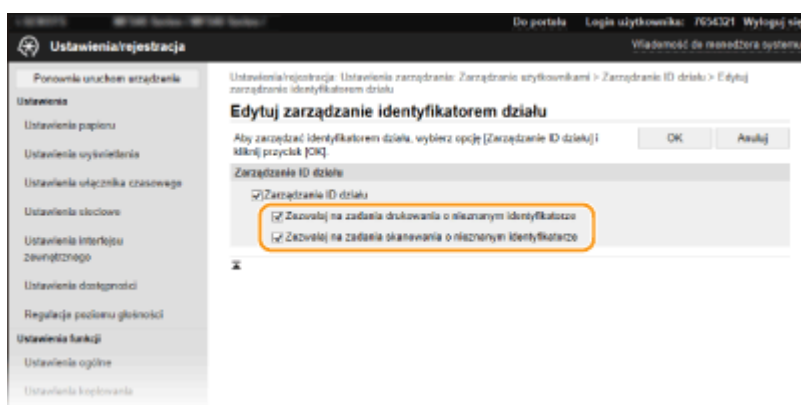 Do portalu Login użytkownika: 7654321 Wyloguj się
Ustawienia/rejestracja
Wiadomość do menedżera systemu
Ponownie uruchom urządzenie
Ustawienia
Ustawienia papieru
Ustawienia wyświetlania
Ustawienia włącznika czasowego
Ustawienia sieciowe
Ustawienia interfejsu
zewnętrznego
Ustawienia dostępności
Regulacja poziomu głośności
Ustawienia funkcji
Ustawienia ogólne
Ustawienia kopiowania
Ustawienia/rejestracja: Ustawienia zarządzania: Zarządzanie użytkownikami > Zarządzanie ID działu > Edytuj
zarządzanie identyfikatorem działu
Edytuj zarządzanie identyfikatorem działu
Aby zarządzać identyfikatorem działu, wybierz opcję [Zarządzanie ID działu] i
kliknij przycisk [OK].
OK Anuluj
Zarządzanie ID działu
Zarządzanie ID działu
Zezwalaj na zadania drukowania o nieznanym identyfikatorze
Zezwalaj na zadania skanowania o nieznanym identyfikatorze